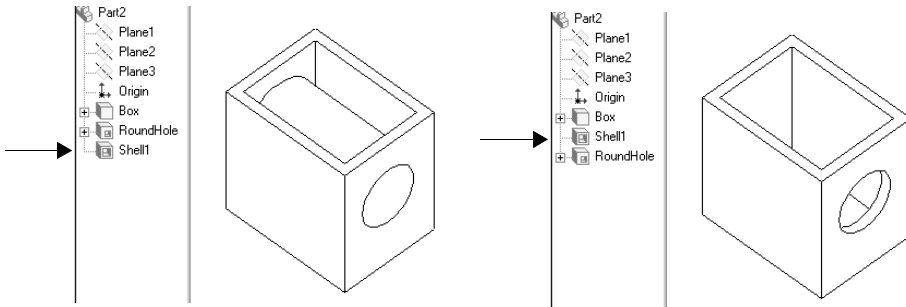 Part2
Plane1
Plane2
Plane3
Origin
Box
RoundHole
Shell1
Part2
Plane1
Plane2
Plane3
Origin
Box
Shell1
RoundHole